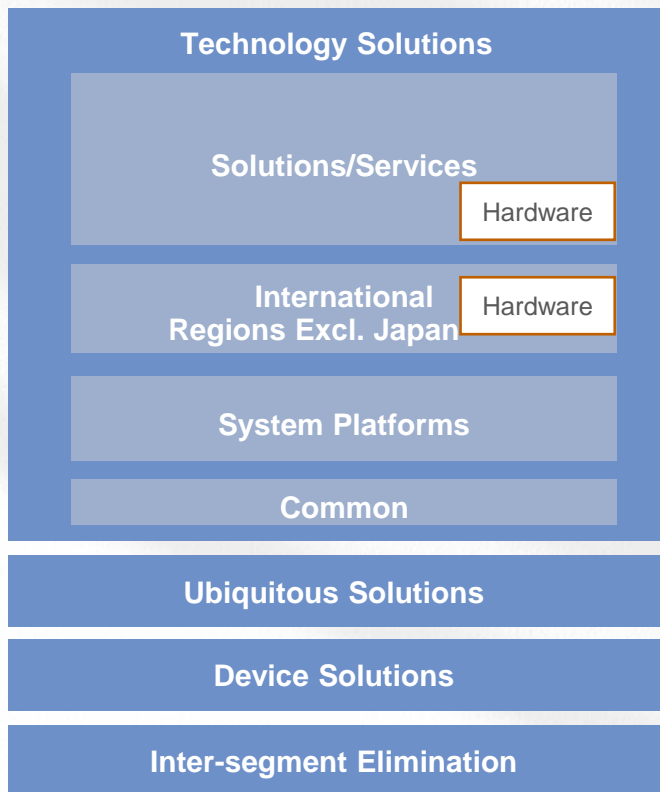 Technology Solutions
Solutions/Services
Hardware
International
Regions Excl. Japan
Hardware
System Platforms
Common
Ubiquitous Solutions
Device Solutions
Inter-segment Elimination